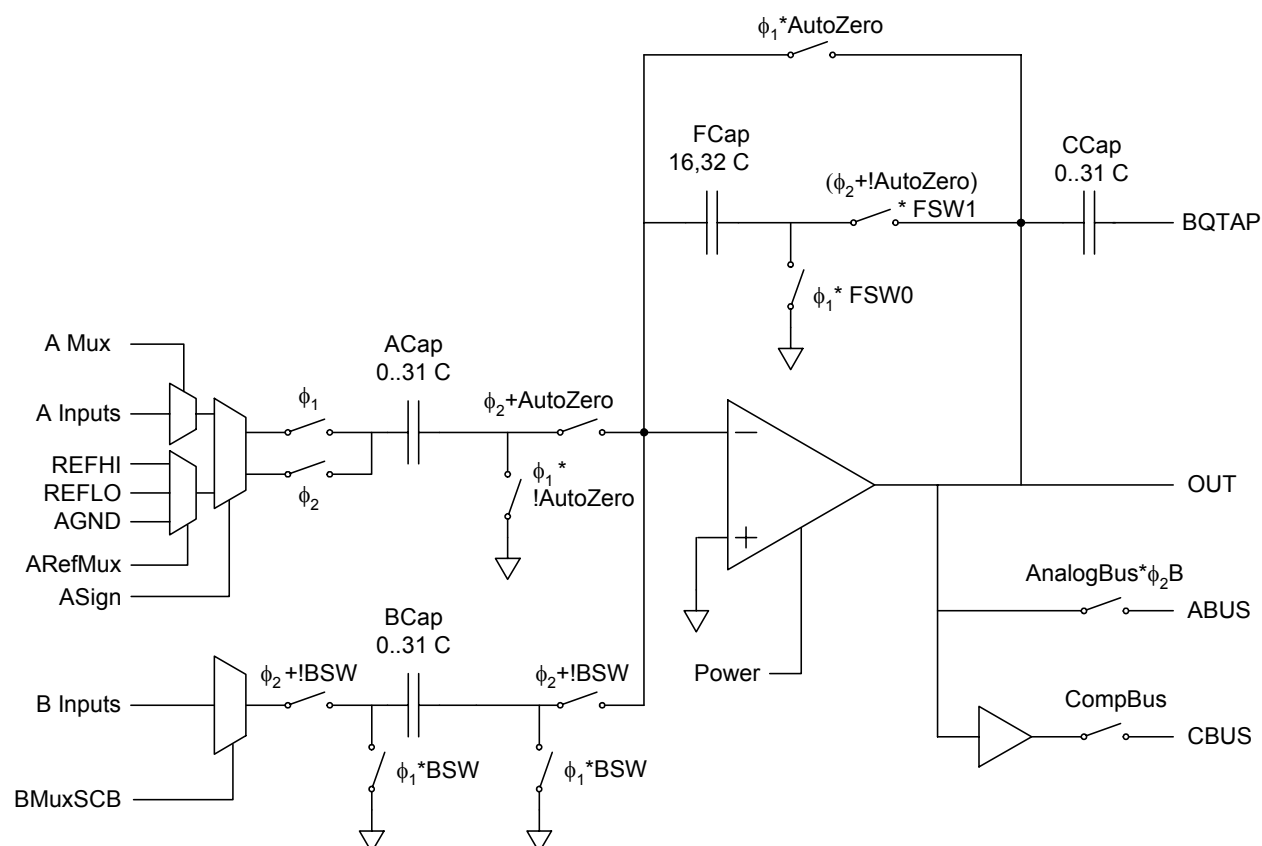 ϕ1*AutoZero
FCap
16,32 C
CCap
0..31 C
(ϕ2+!AutoZero)
* FSW1
BQTAP
ϕ1* FSW0
A Mux
ACap
0..31 C
A Inputs
ϕ1
ϕ2+AutoZero
REFHI
REFLO
AGND
ϕ2
ϕ1*
!AutoZero
OUT
ARefMux
ASign
AnalogBus*ϕ2B
ABUS
BCap
0..31 C
Power
B Inputs
ϕ2+!BSW
ϕ2+!BSW
CompBus
CBUS
ϕ1*BSW
ϕ1*BSW
BMuxSCB